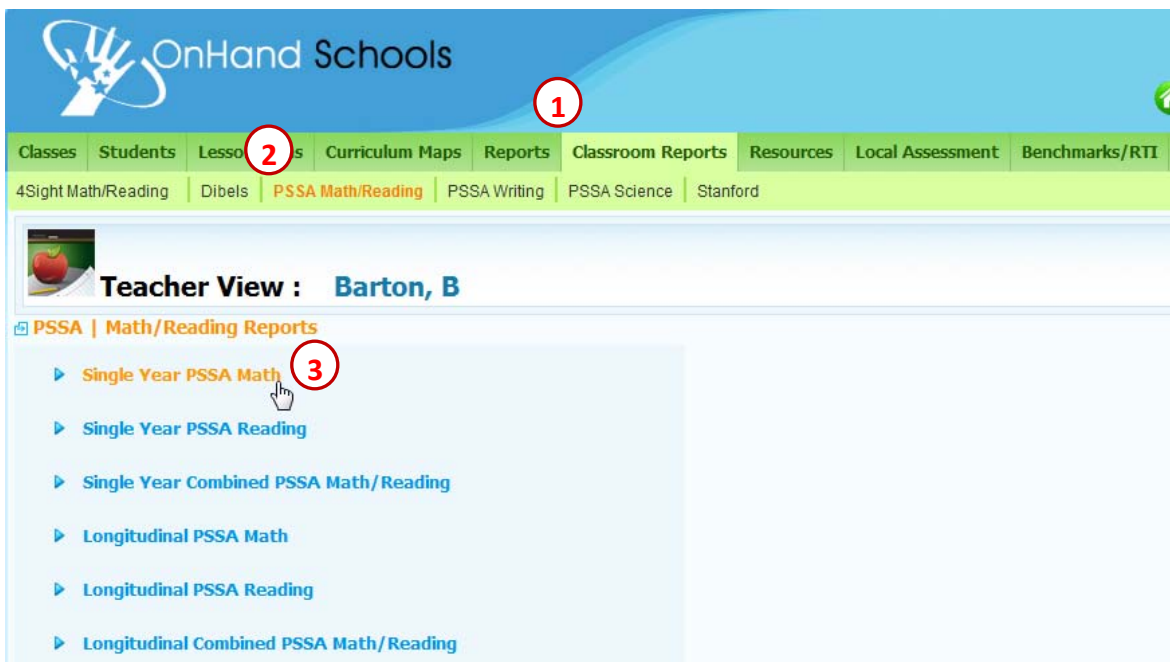 OnHand Schools
1
2
Classes Students Lesso s Curriculum Maps Reports Classroom Reports Resources Local Assessment Benchmarks/RTI
4Sight Math/Reading Dibels PSSA Math/Reading PSSA Writing PSSA Science Stanford
Teacher View : Barton, B
PSSA | Math/Reading Reports
3
Single Year PSSA Math
Single Year PSSA Reading
Single Year Combined PSSA Math/Reading
Longitudinal PSSA Math
Longitudinal PSSA Reading
Longitudinal Combined PSSA Math/Reading